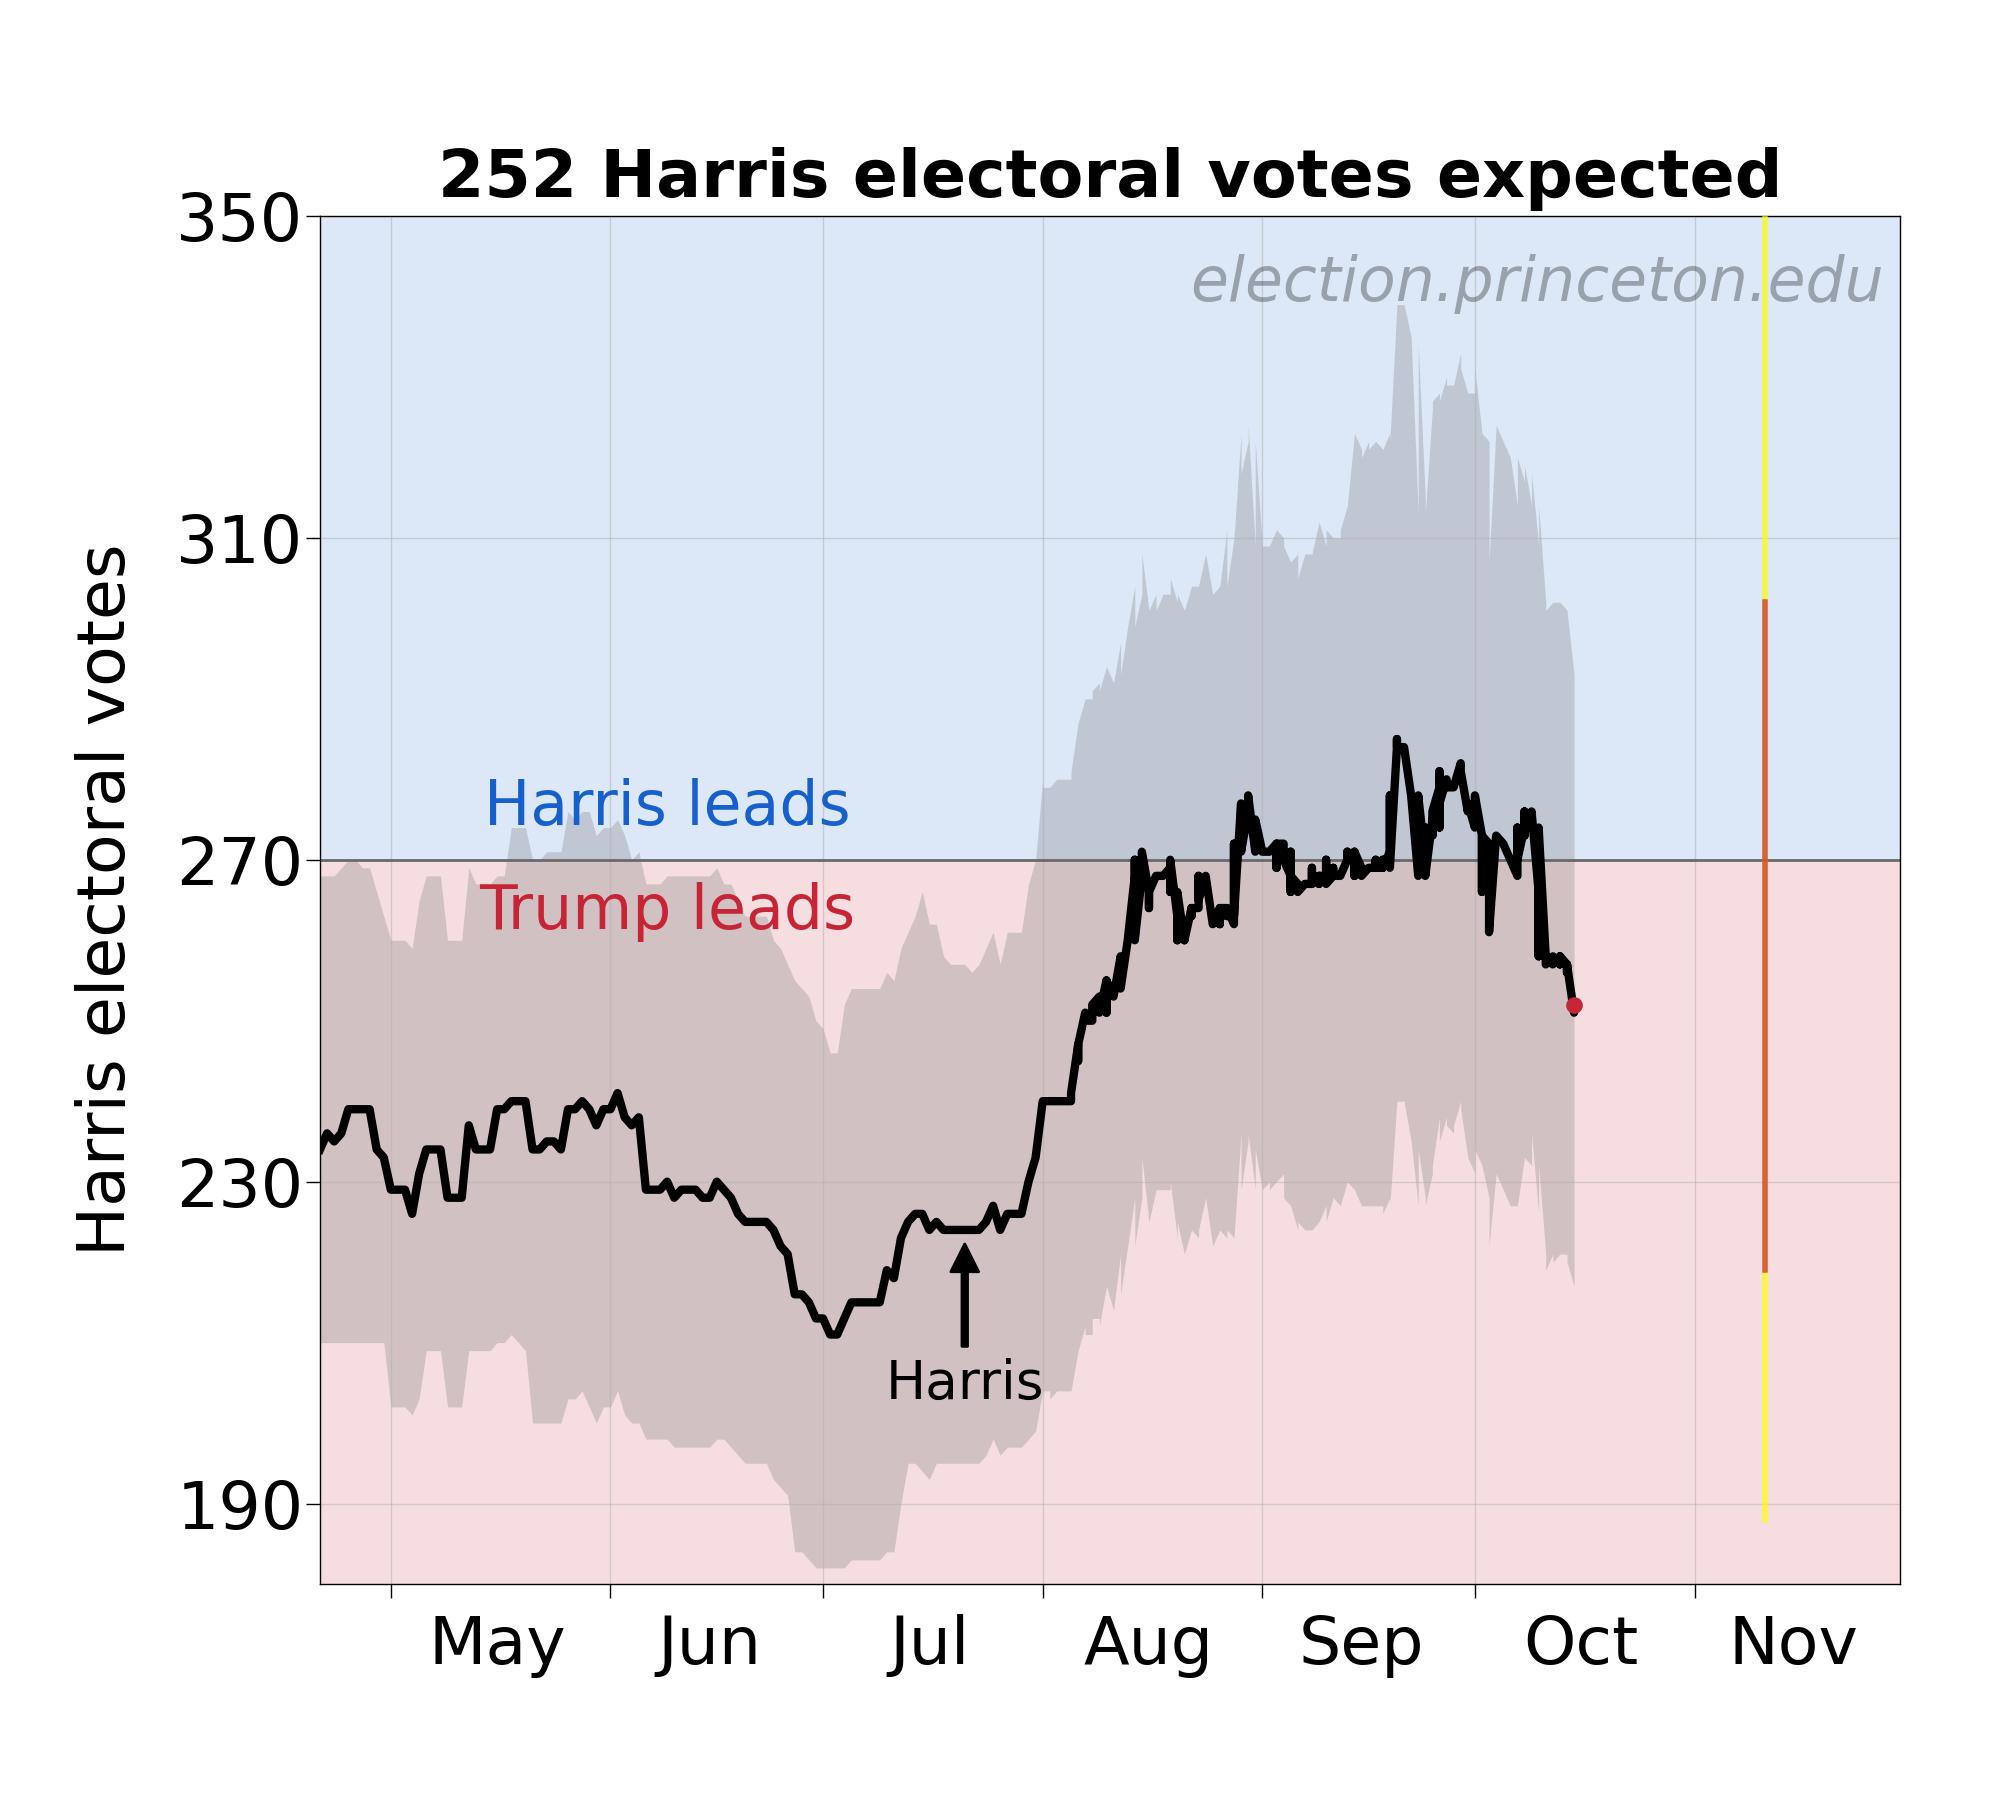 252 Harris electoral votes expected
election.princeton.edu
350
310
270
230
190
Harris electoral votes
Harris leads
Trump leads
Harris
May Jun Jul Aug Sep Oct Nov